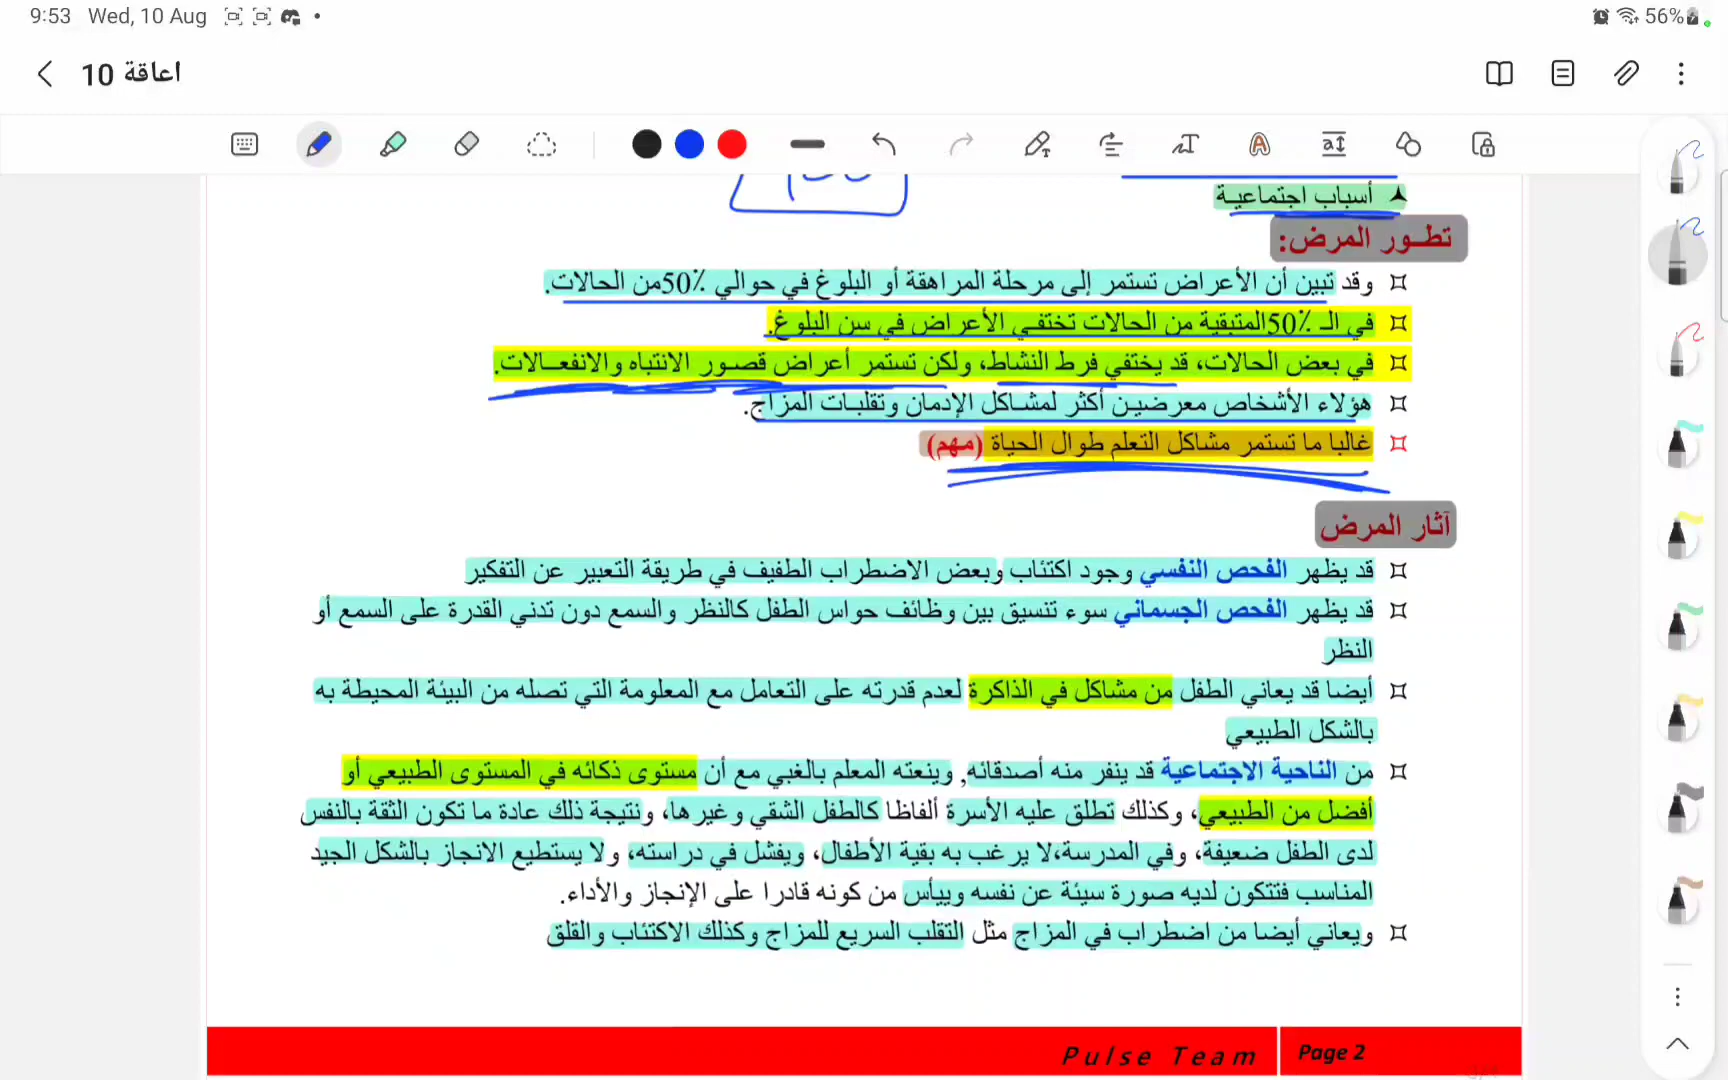 9:53 Wed, 10 Aug
56%
اعاقة 10
أسباب اجتماعية
تطور المرض:
وقد تبين أن الأعراض تستمر إلى مرحلة المراهقة أو البلوغ في حوالي ٪50من الحالات.
في الـ ٪50المتبقية من الحالات تختفي الأعراض في سن البلوغ.
في بعض الحالات، قد يختفي فرط النشاط، ولكن تستمر أعراض قصور الانتباه والانفعالات.
هؤلاء الأشخاص معرضين أكثر لمشاكل الإدمان وتقلبات المزاج.
غالبا ما تستمر مشاكل التعلم طوال الحياة (مهم)
آثار المرض
قد يظهر الفحص النفسي وجود اكتئاب وبعض الاضطراب الطفيف في طريقة التعبير عن التفكير
قد يظهر الفحص الجسماني سوء تنسيق بين وظائف حواس الطفل كالنظر والسمع دون تدني القدرة على السمع أو
النظر
أيضا قد يعاني الطفل من مشاكل في الذاكرة لعدم قدرته على التعامل مع المعلومة التي تصله من البيئة المحيطة به
بالشكل الطبيعي
من الناحية الاجتماعية قد ينفر منه أصدقائه, وينعته المعلم بالغبي مع أن مستوى ذكائه في المستوى الطبيعي أو
أفضل من الطبيعي، وكذلك تطلق عليه الأسرة ألفاظا كالطفل الشقي وغيرها، ونتيجة ذلك عادة ما تكون الثقة بالنفس
لدى الطفل ضعيفة، وفي المدرسة،لا يرغب به بقية الأطفال، ويفشل في دراسته، ولا يستطيع الانجاز بالشكل الجيد
المناسب فتتكون لديه صورة سيئة عن نفسه وييأس من كونه قادرا على الإنجاز والأداء.
ويعاني أيضا من اضطراب في المزاج مثل التقلب السريع للمزاج وكذلك الاكتئاب والقلق
Pulse Team Page 2